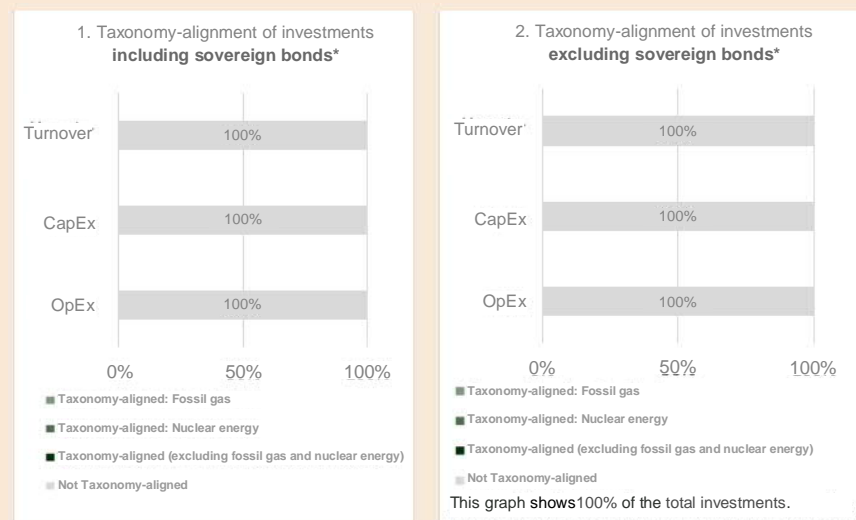 1. Taxonomy-alignment of investments
including sovereign bonds*
Turnover
100%
CapEx
100%
OpEx
100%
0% 50% 100%
Taxonomy-aligned: Fossil gas
Taxonomy-aligned: Nuclear energy
Taxonomy-aligned (excluding fossil gas and nuclear energy)
Not Taxonomy-aligned
2. Taxonomy-alignment of investments
excluding sovereign bonds*
Turnover
100%
CapEx
100%
OpEx
100%
0% 50% 100%
Taxonomy-aligned: Fossil gas
Taxonomy-aligned: Nuclear energy
Taxonomy-aligned (excluding fossil gas and nuclear energy)
Not Taxonomy-aligned
This graph shows100% of the total investments.